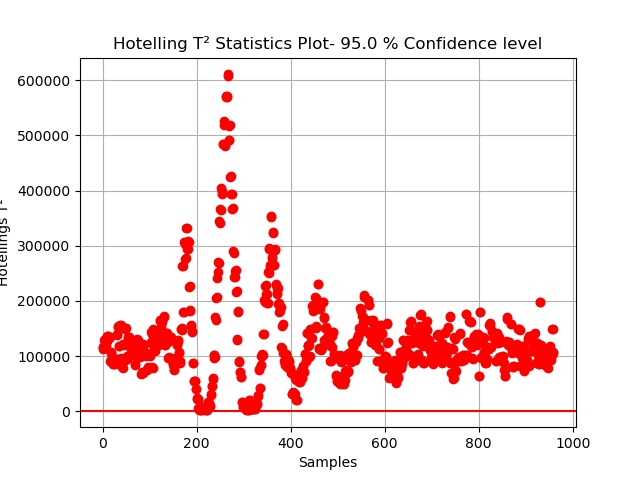 Hotelling T² Statistics Plot- 95.0 % Confidence level
600000
500000
400000
300000
200000
100000
0
Hotellings T²
0 200 400 600 800 1000
Samples